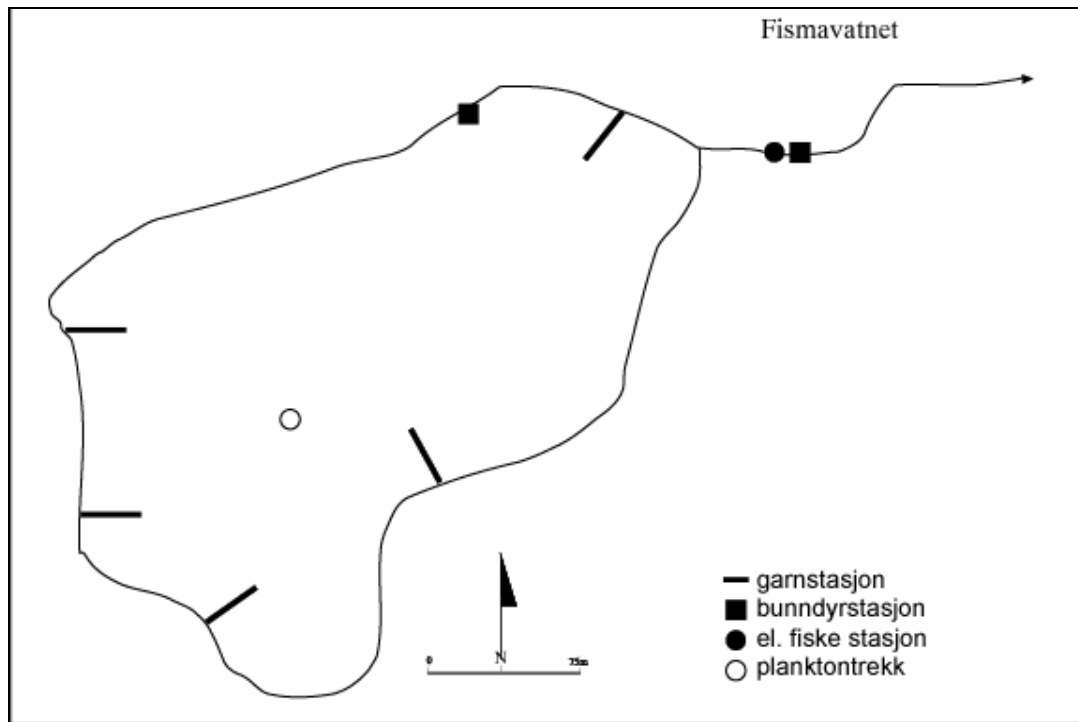 Fismavatnet
garnstasjon
bunndyrstasjon
el. fiske stasjon
planktontrekk
0 N 75m